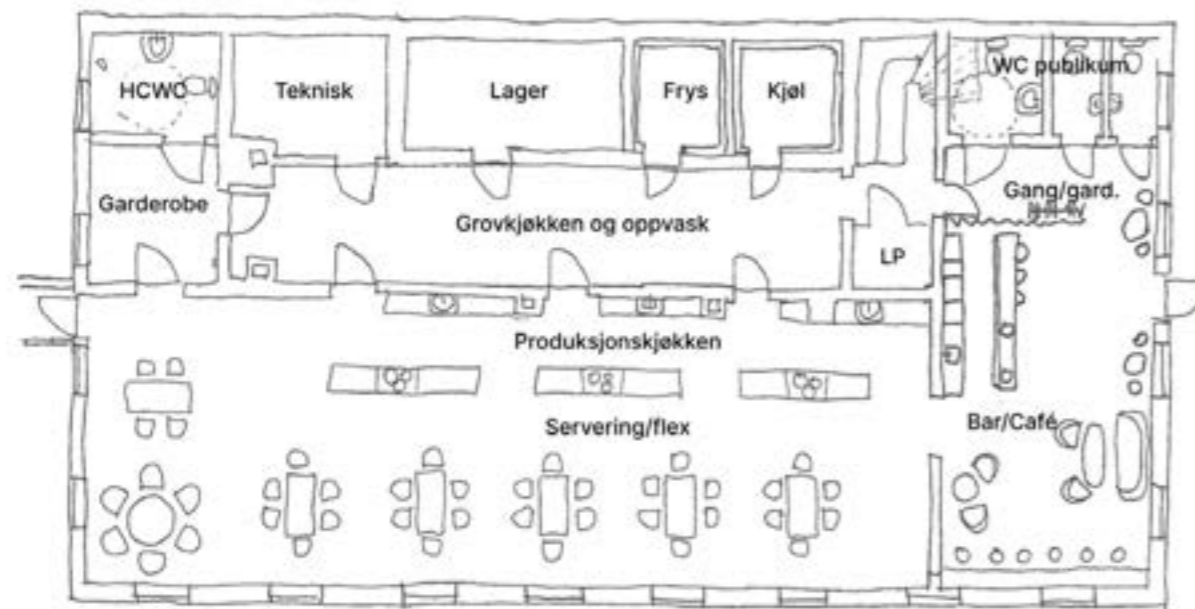 HCWC
Teknisk
Lager
Frys
Kjøl
WC publikum
Garderobe
Grovkjøkken og oppvask
Gang/gard.
LP
Produksjonskjøkken
Servering/flex
Bar/Café